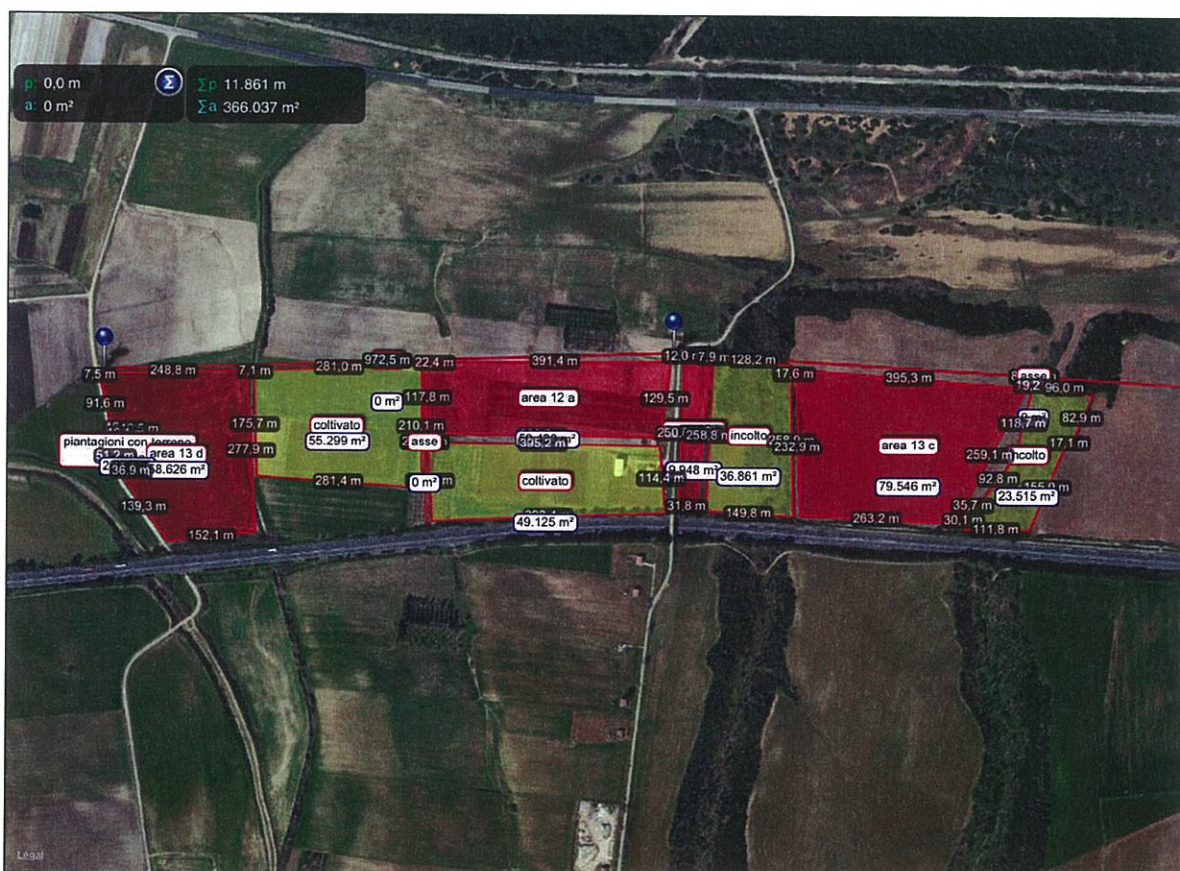 p: 0,0 m
a: 0 m²
Σ
Σp 11.861 m
Σa 366.037 m²
972,5 m
7,5 m
248,8 m
7,1 m
281,0 m
22,4 m
391,4 m
12,0
7,9
128,2 m
17,6 m
395,3 m
asse
19,2
96,0 m
91,6 m
117,8 m
0 m²
area 12 a
129,5 m
118,7 m
82,9 m
175,7 m
coltivato
210,1 m
258,8
incolto
17,1 m
piantagioni con terreno
area 13 d
277,9 m
55.299 m²
asse
395,2 m
232,9 m
area 13 c
259,1 m
incolto
51,2 m
36,9 m
58.626 m²
36.861 m²
92,8 m
281,4 m
0 m²
coltivato
114,4
79.546 m²
155,9 m
23.515 m²
139,3 m
31,8 m
149,8 m
35,7 m
263,2 m
30,1
152,1 m
49.125 m²
111,8 m
Légal